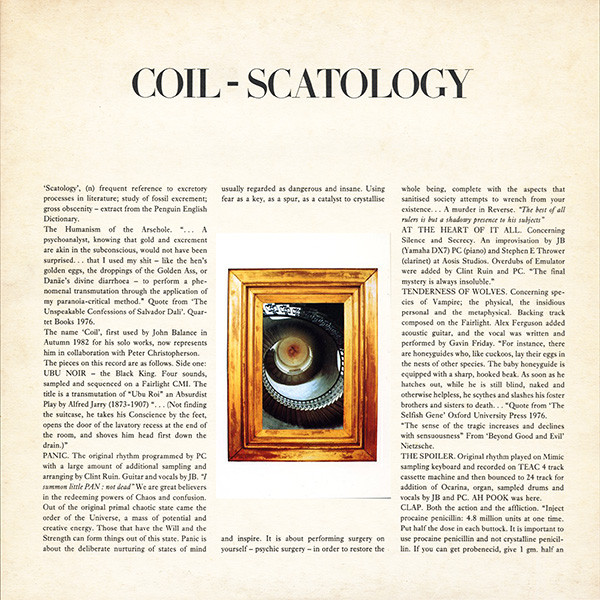 COIL - SCATOLOGY
'Scatology', (n) frequent reference to excretory
processes in literature; study of fossil excrement;
gross obscenity – extract from the Penguin English
Dictionary.
The Humanism of the Arsehole. “. . . A
psychoanalyst, knowing that gold and excrement
are akin in the subconscious, would not have been
surprised. . . that I used my shit – like the hen's
golden eggs, the droppings of the Golden Ass, or
Danäe's divine diarrhoea – to perform a phe-
nomenal transmutation through the application of
my paranoia-critical method.” Quote from ‘The
Unspeakable Confessions of Salvador Dali’. Quar-
tet Books 1976.
The name ‘Coil’, first used by John Balance in
Autumn 1982 for his solo works, now represents
him in collaboration with Peter Christopherson.
The pieces on this record are as follows. Side one:
UBU NOIR – the Black King. Four sounds,
sampled and sequenced on a Fairlight CMI. The
title is a transmutation of “Ubu Roi” an Absurdist
Play by Alfred Jarry (1873-1907) “. . . (Not finding
the suitcase, he takes his Conscience by the feet,
opens the door of the lavatory recess at the end of
the room, and shoves him head first down the
drain.)”
PANIC. The original rhythm programmed by PC
with a large amount of additional sampling and
arranging by Clint Ruin. Guitar and vocals by JB. “I
summon little PAN : not dead” We are great believers
in the redeeming powers of Chaos and confusion.
Out of the original primal chaotic state came the
order of the Universe, a mass of potential and
creative energy. Those that have the Will and the
Strength can form things out of this state. Panic is
about the deliberate nurturing of states of mind
usually regarded as dangerous and insane. Using
fear as a key, as a spur, as a catalyst to crystallise
and inspire. It is about performing surgery on
yourself – psychic surgery – in order to restore the
whole being, complete with the aspects that
sanitised society attempts to wrench from your
existence. . . A murder in Reverse. “The best of all
rulers is but a shadowy presence to his subjects”
AT THE HEART OF IT ALL. Concerning
Silence and Secrecy. An improvisation by JB
(Yamaha DX7) PC (piano) and Stephen E Thrower
(clarinet) at Aosis Studios. Overdubs of Emulator
were added by Clint Ruin and PC. “The final
mystery is always insoluble.”
TENDERNESS OF WOLVES. Concerning spe-
cies of Vampire; the physical, the insidious
personal and the metaphysical. Backing track
composed on the Fairlight. Alex Ferguson added
acoustic guitar, and the vocal was written and
performed by Gavin Friday. “For instance, there
are honeyguides who, like cuckoos, lay their eggs in
the nests of other species. The baby honeyguide is
equipped with a sharp, hooked beak. As soon as he
hatches out, while he is still blind, naked and
otherwise helpless, he scythes and slashes his foster
brothers and sisters to death. . . “Quote from ‘The
Selfish Gene’ Oxford University Press 1976.
“The sense of the tragic increases and declines
with sensuousness” From ‘Beyond Good and Evil’
Nietzsche.
THE SPOILER. Original rhythm played on Mimic
sampling keyboard and recorded on TEAC 4 track
cassette machine and then bounced to 24 track for
addition of Ocarina, organ, sampled drums and
vocals by JB and PC. AH POOK was here.
CLAP. Both the action and the affliction. “Inject
procaine penicillin: 4.8 million units at one time.
Put half the dose in each buttock. It is important to
use procaine penicillin and not crystalline penicil-
lin. If you can get probenecid, give 1 gm. half an